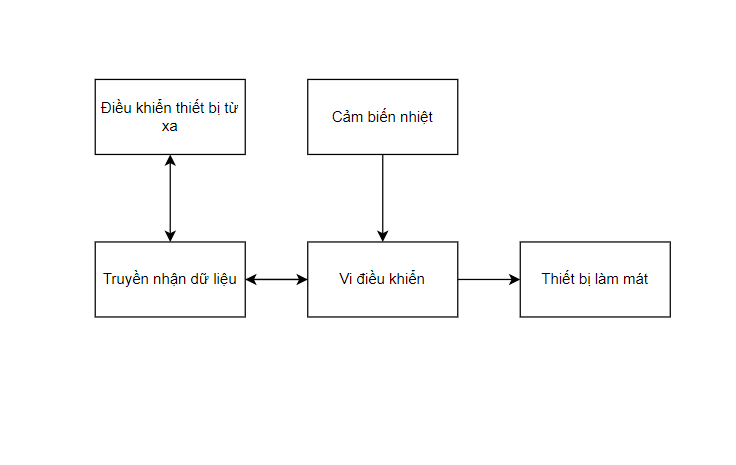 Điều khiển thiết bị từ
xa
Cảm biến nhiệt
Truyền nhận dữ liệu
Vi điều khiển
Thiết bị làm mát